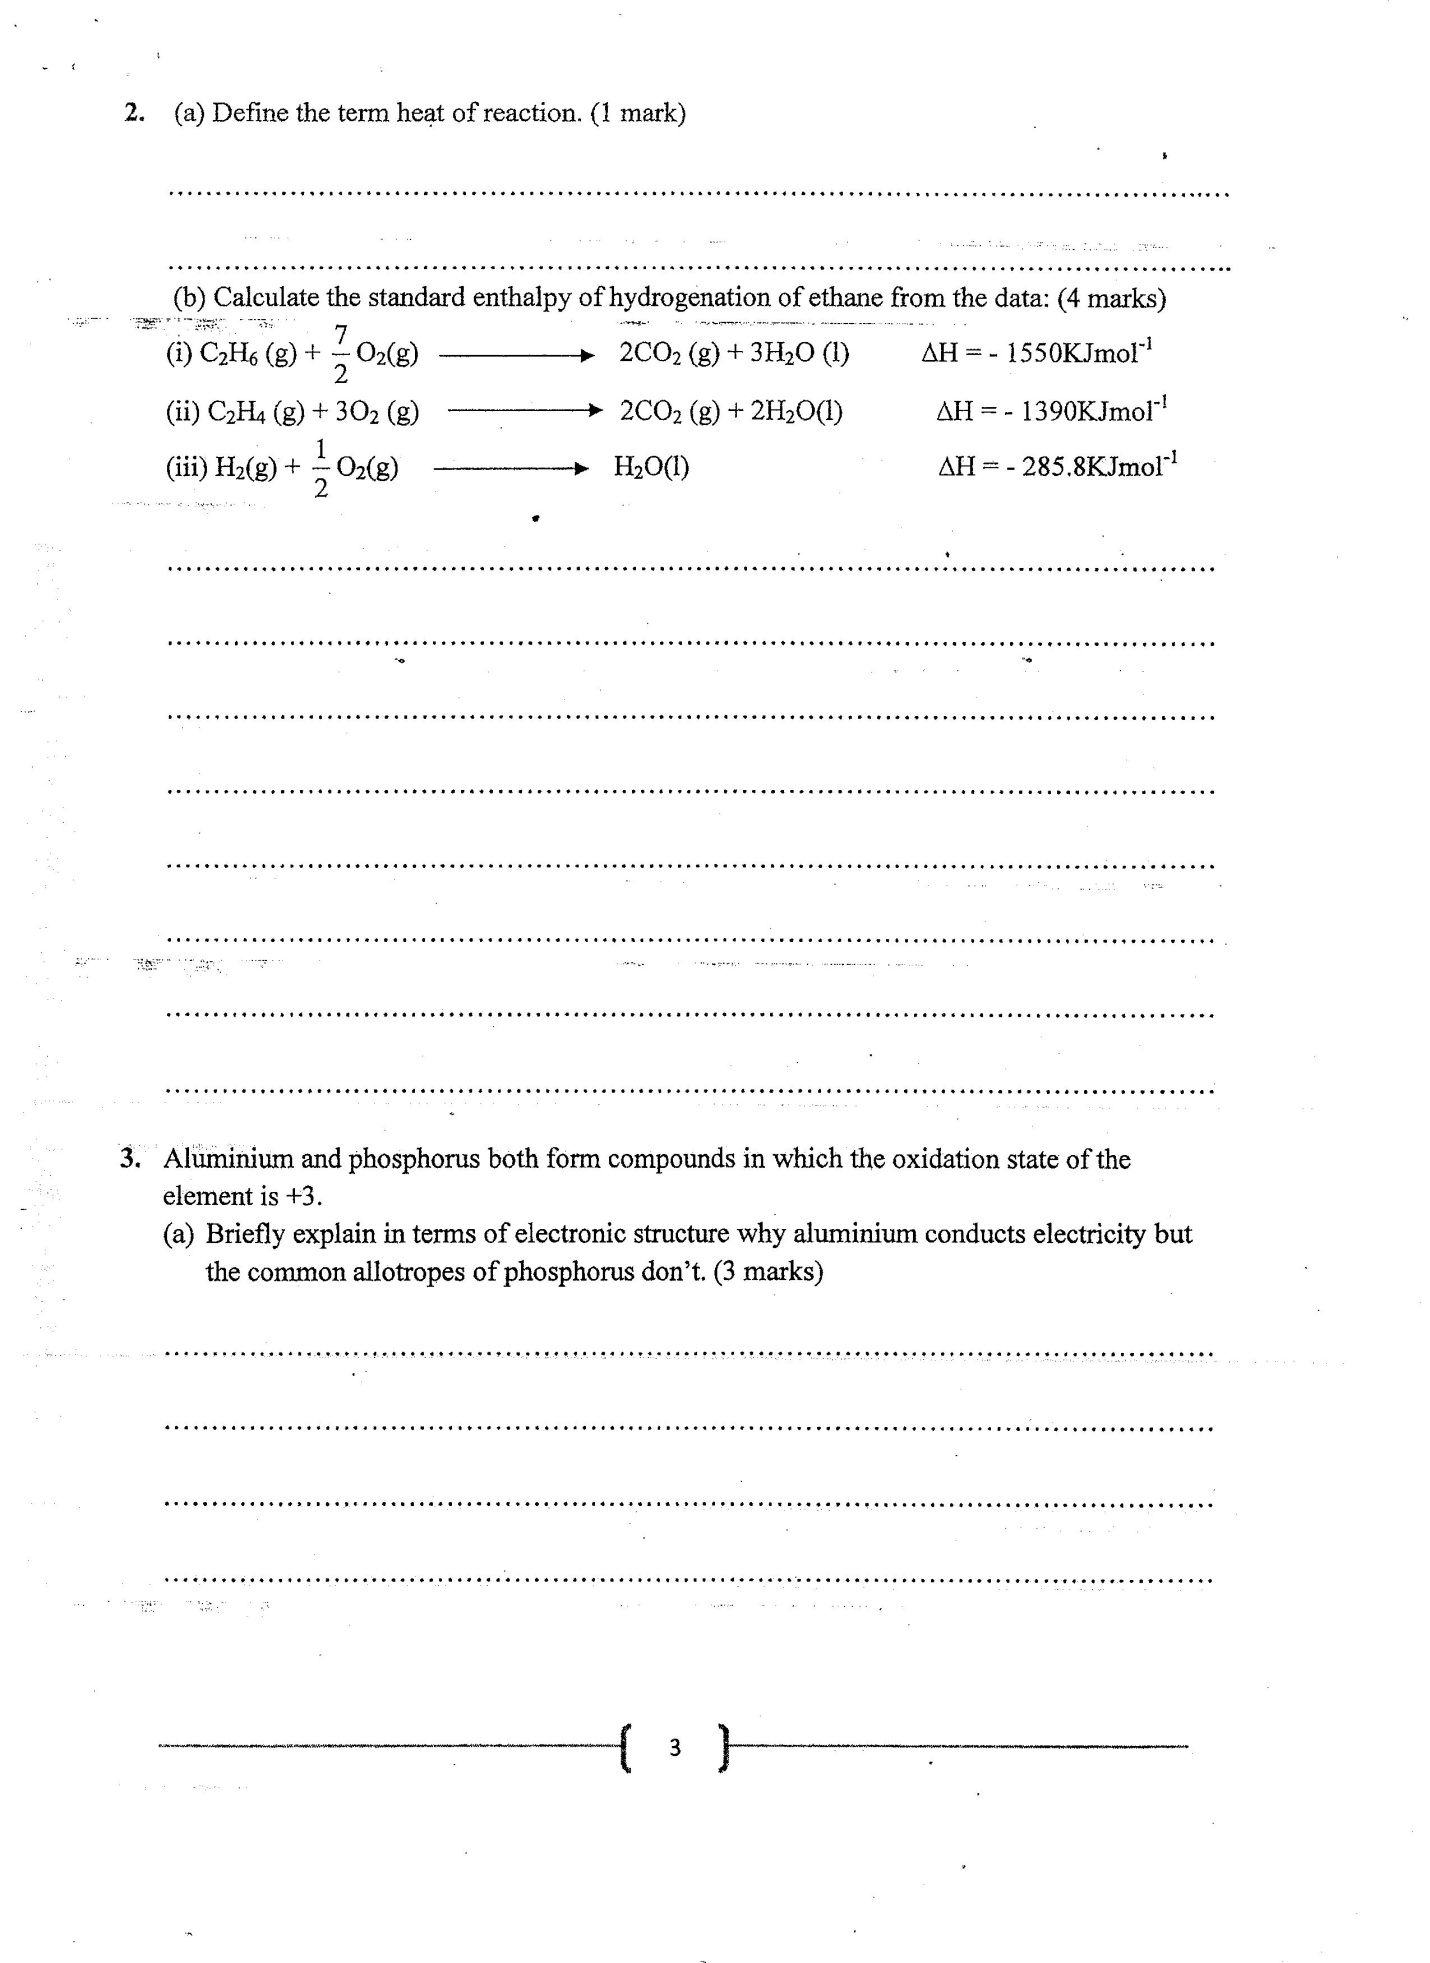 2. (a) Define the term heat of reaction. (1 mark)
(b) Calculate the standard enthalpy of hydrogenation of ethane from the data: (4 marks)
(i) C₂H₆ (g) + 7/2 O₂(g) ⟶ 2CO₂ (g) + 3H₂O (l) ΔH = - 1550KJmol⁻¹
(ii) C₂H₄ (g) + 3O₂ (g) ⟶ 2CO₂ (g) + 2H₂O(l) ΔH = - 1390KJmol⁻¹
(iii) H₂(g) + 1/2 O₂(g) ⟶ H₂O(l) ΔH = - 285.8KJmol⁻¹
3. Aluminium and phosphorus both form compounds in which the oxidation state of the
element is +3.
(a) Briefly explain in terms of electronic structure why aluminium conducts electricity but
the common allotropes of phosphorus don't. (3 marks)
3